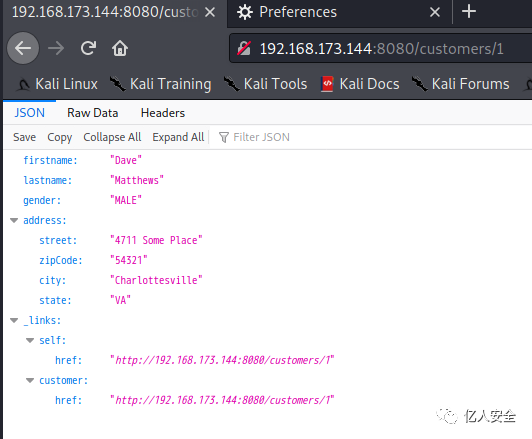 192.168.173.144:8080/custom
Preferences
192.168.173.144:8080/customers/1
Kali Linux Kali Training Kali Tools Kali Docs Kali Forums
JSON Raw Data Headers
Save Copy Collapse All Expand All Filter JSON
firstname: "Dave"
lastname: "Matthews"
gender: "MALE"
address:
street: "4711 Some Place"
zipCode: "54321"
city: "Charlottesville"
state: "VA"
_links:
self:
href: "http://192.168.173.144:8080/customers/1"
customer:
href: "http://192.168.173.144:8080/customers/1"
亿人安全